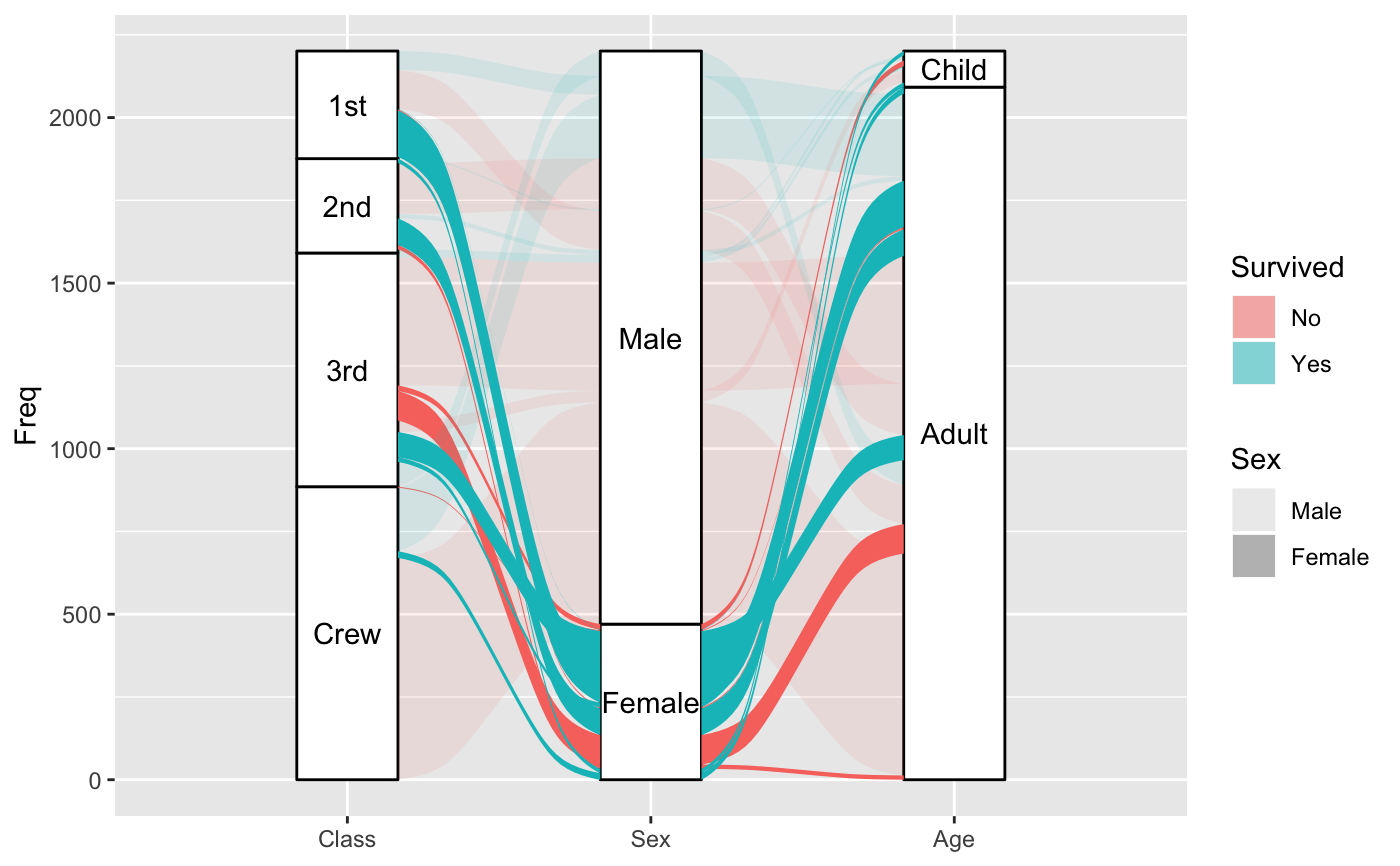 Freq
2000
1500
1000
500
0
1st
2nd
3rd
Crew
Male
Female
Child
Adult
Class
Sex
Age
Survived
No
Yes
Sex
Male
Female